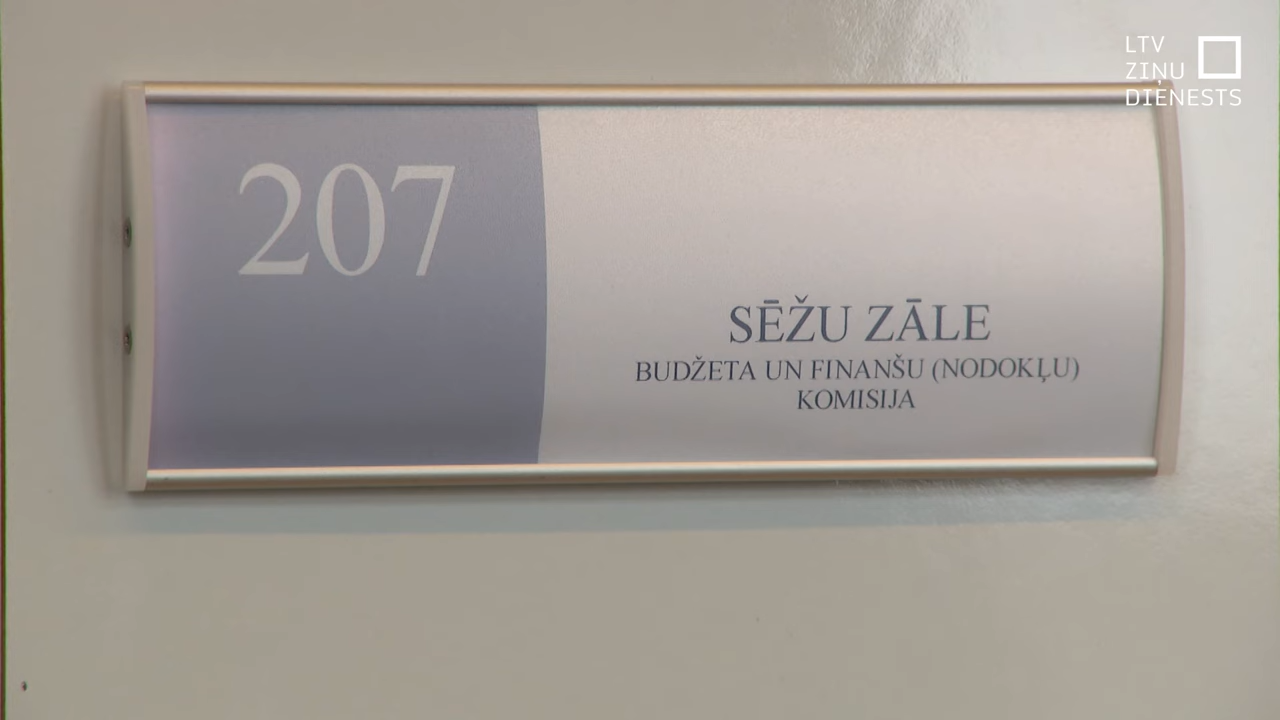 LTV
ZIŅU
DIENESTS
207
SĒŽU ZĀLE
BUDŽETA UN FINANŠU (NODOKĻU)
KOMISIJA